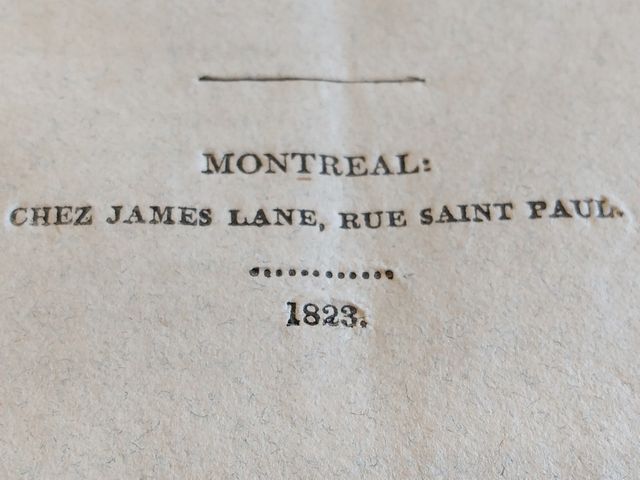 MONTREAL:
CHEZ JAMES LANE, RUE SAINT PAUL.
1823.